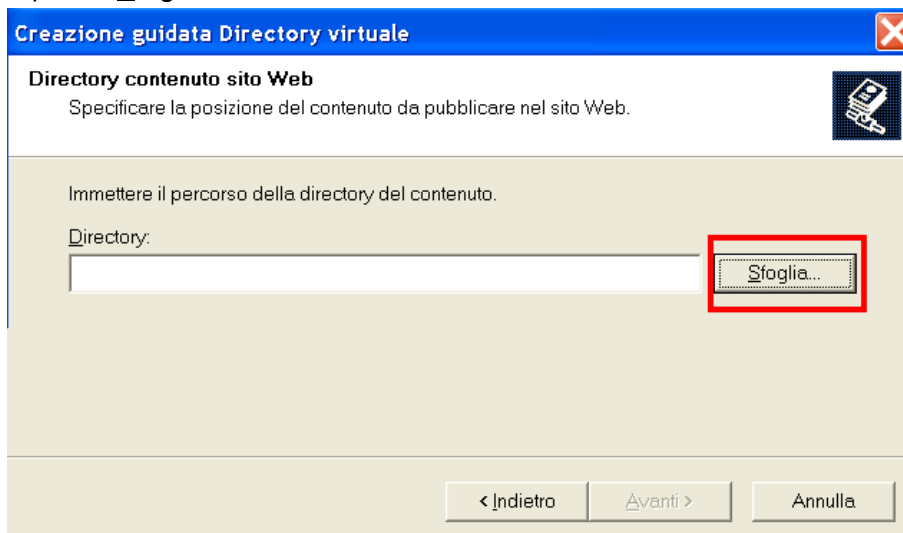 Creazione guidata Directory virtuale
Directory contenuto sito Web
Specificare la posizione del contenuto da pubblicare nel sito Web.
Immettere il percorso della directory del contenuto.
Directory:
Sfoglia...
< Indietro
Avanti >
Annulla